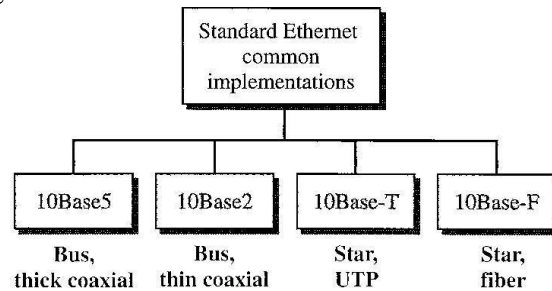 Standard Ethernet
common
implementations
10Base5
10Base2
10Base-T
10Base-F
Bus,
thick coaxial
Bus,
thin coaxial
Star,
UTP
Star,
fiber